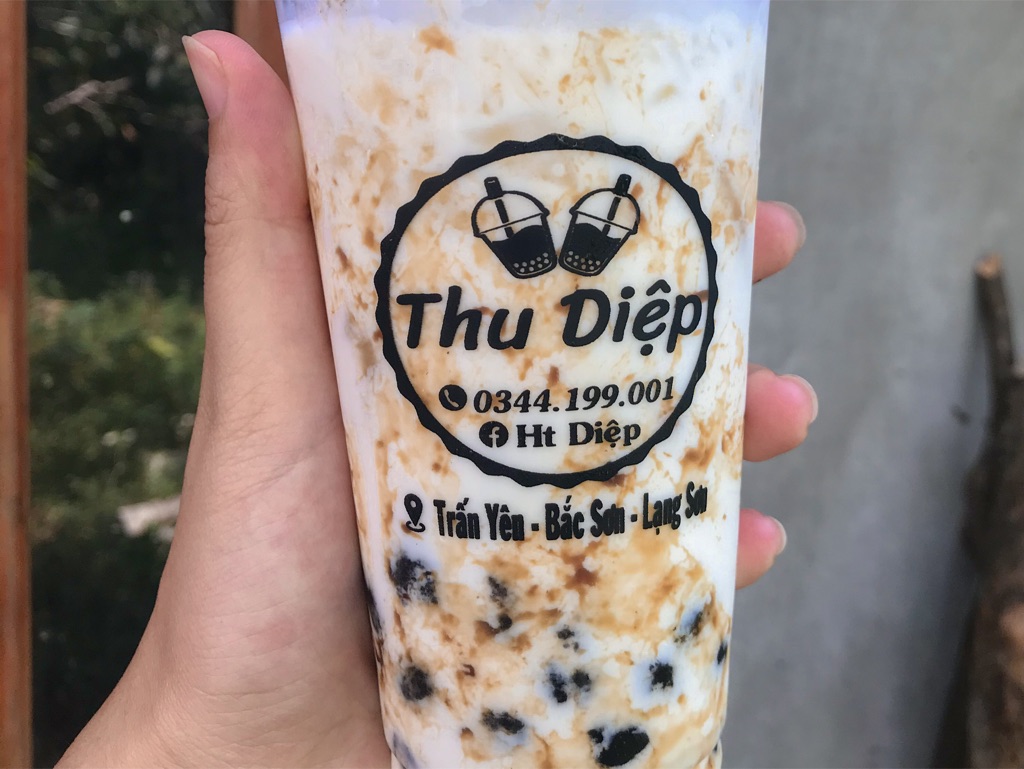 Thu Diệp
0344.199.001
Ht Diệp
Trấn Yên - Bắc Sơn - Lạng Sơn